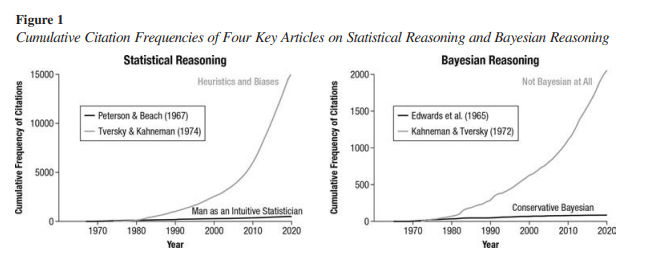 Figure 1
Cumulative Citation Frequencies of Four Key Articles on Statistical Reasoning and Bayesian Reasoning
Statistical Reasoning
Cumulative Frequency of Citations
15000
10000
5000
0
Heuristics and Biases
Peterson & Beach (1967)
Tversky & Kahneman (1974)
Man as an Intuitive Statistician
1970 1980 1990 2000 2010 2020
Year
Bayesian Reasoning
Cumulative Frequency of Citations
2000
1500
1000
500
0
Not Bayesian at All
Edwards et al. (1965)
Kahneman & Tversky (1972)
Conservative Bayesian
1970 1980 1990 2000 2010 2020
Year